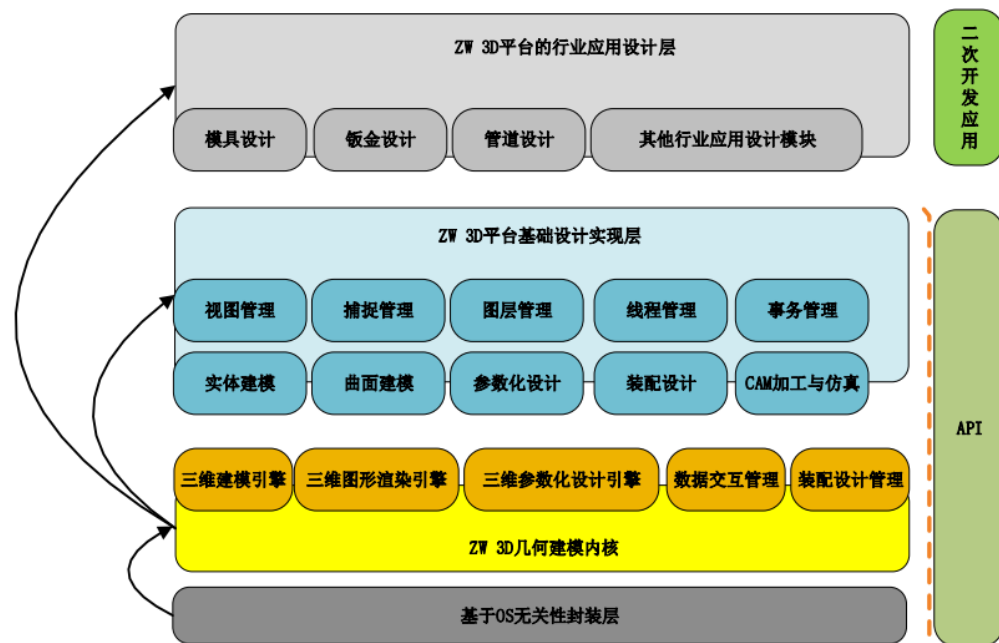 ZW 3D平台的行业应用设计层
模具设计
钣金设计
管道设计
其他行业应用设计模块
二次开发应用
ZW 3D平台基础设计实现层
视图管理
捕捉管理
图层管理
线程管理
事务管理
实体建模
曲面建模
参数化设计
装配设计
CAM加工与仿真
API
三维建模引擎
三维图形渲染引擎
三维参数化设计引擎
数据交互管理
装配设计管理
ZW 3D几何建模内核
基于OS无关性封装层